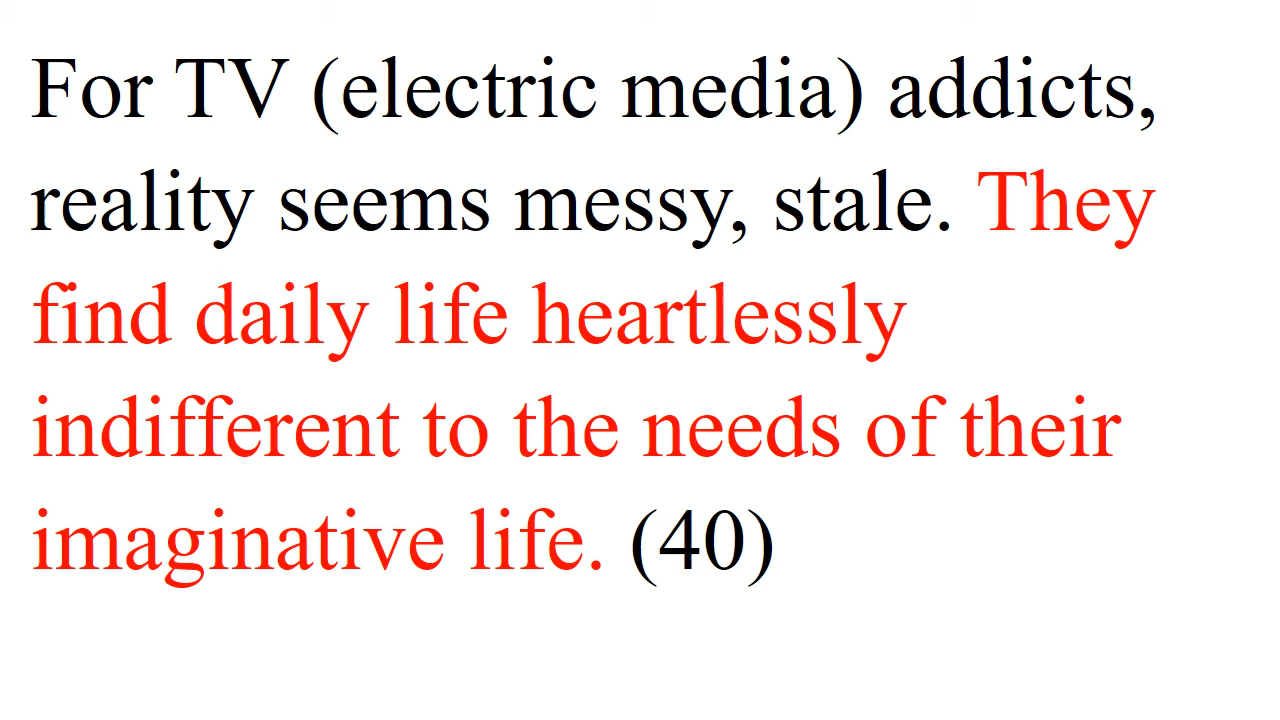 For TV (electric media) addicts,
reality seems messy, stale. They
find daily life heartlessly
indifferent to the needs of their
imaginative life. (40)